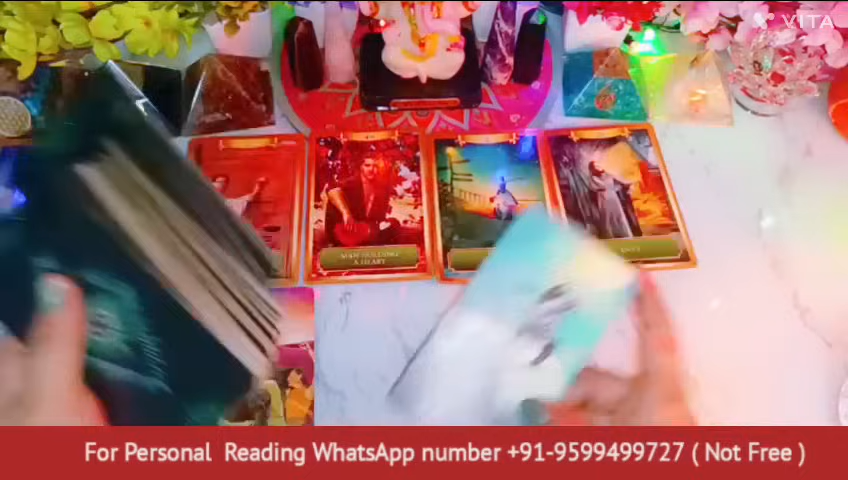 VITA
MAN HOLDING
A HEART
For Personal Reading WhatsApp number +91-9599499727 ( Not Free )